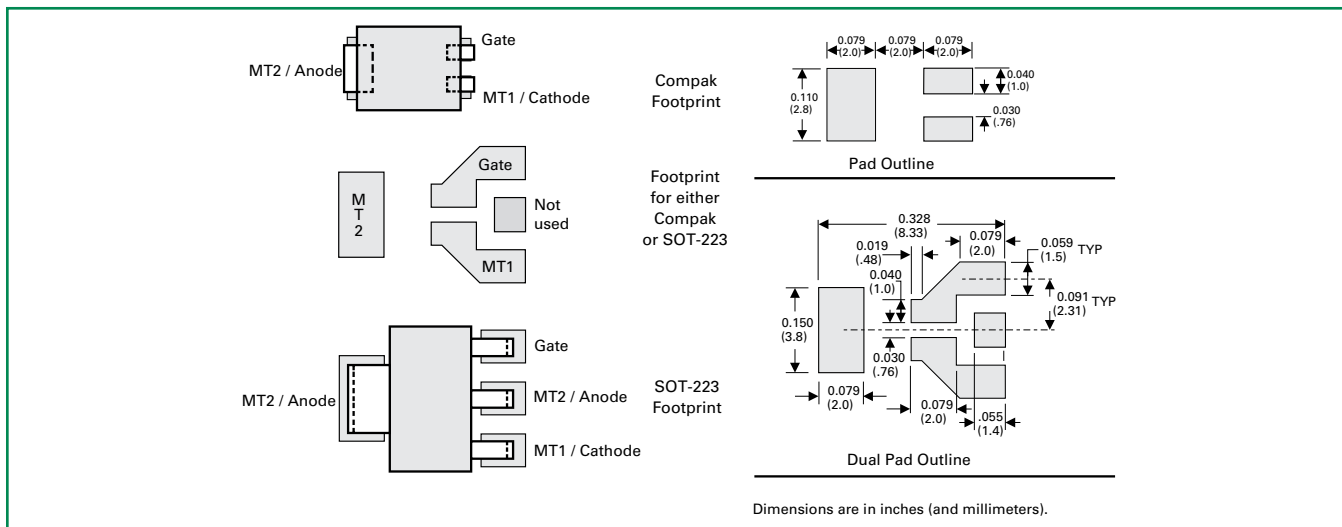 Gate
MT2 / Anode
MT1 / Cathode
Compak
Footprint
0.079
(2.0)
0.079
(2.0)
0.079
(2.0)
0.110
(2.8)
0.040
(1.0)
0.030
(.76)
Pad Outline
M
T
2
Gate
Not
used
MT1
Footprint
for either
Compak
or SOT-223
0.328
(8.33)
0.019
(.48)
0.079
(2.0)
0.059
(1.5)
TYP
0.040
(1.0)
0.091
(2.31)
TYP
0.150
(3.8)
0.030
(.76)
0.079
(2.0)
0.079
(2.0)
.055
(1.4)
Dual Pad Outline
Gate
MT2 / Anode
MT2 / Anode
MT1 / Cathode
SOT-223
Footprint
Dimensions are in inches (and millimeters).